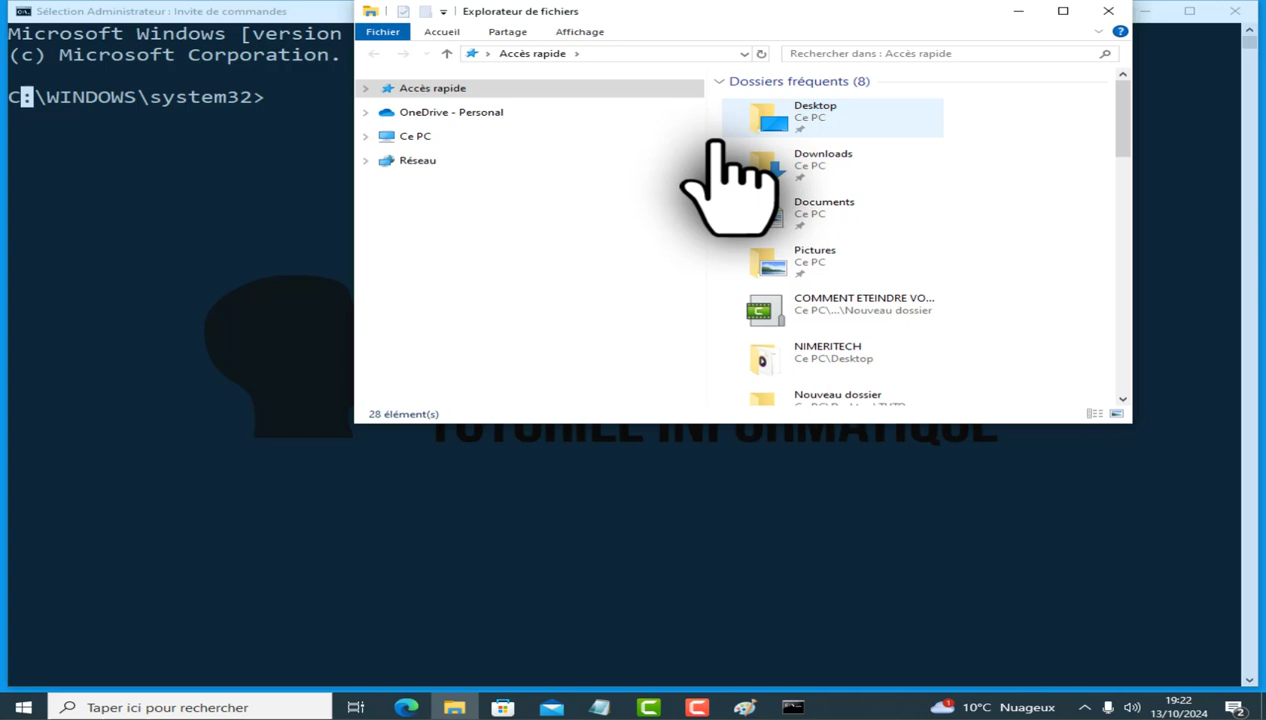 Sélection Administrateur : Invite de commandes
Microsoft Windows [version
(c) Microsoft Corporation.
C:\WINDOWS\system32>
Explorateur de fichiers
Fichier Accueil Partage Affichage
Accès rapide
Rechercher dans : Accès rapide
Accès rapide
OneDrive - Personal
Ce PC
Réseau
Dossiers fréquents (8)
Desktop
Ce PC
Downloads
Ce PC
Documents
Ce PC
Pictures
Ce PC
COMMENT ETEINDRE VO...
Ce PC\...\Nouveau dossier
NIMERITECH
Ce PC\Desktop
Nouveau dossier
28 élément(s)
TUTORIEL INFORMATIQUE
Taper ici pour rechercher
10°C Nuageux
19:22
13/10/2024